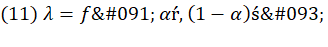 (11) λ = f&#091; αŕ, (1 − α)ś&#093;